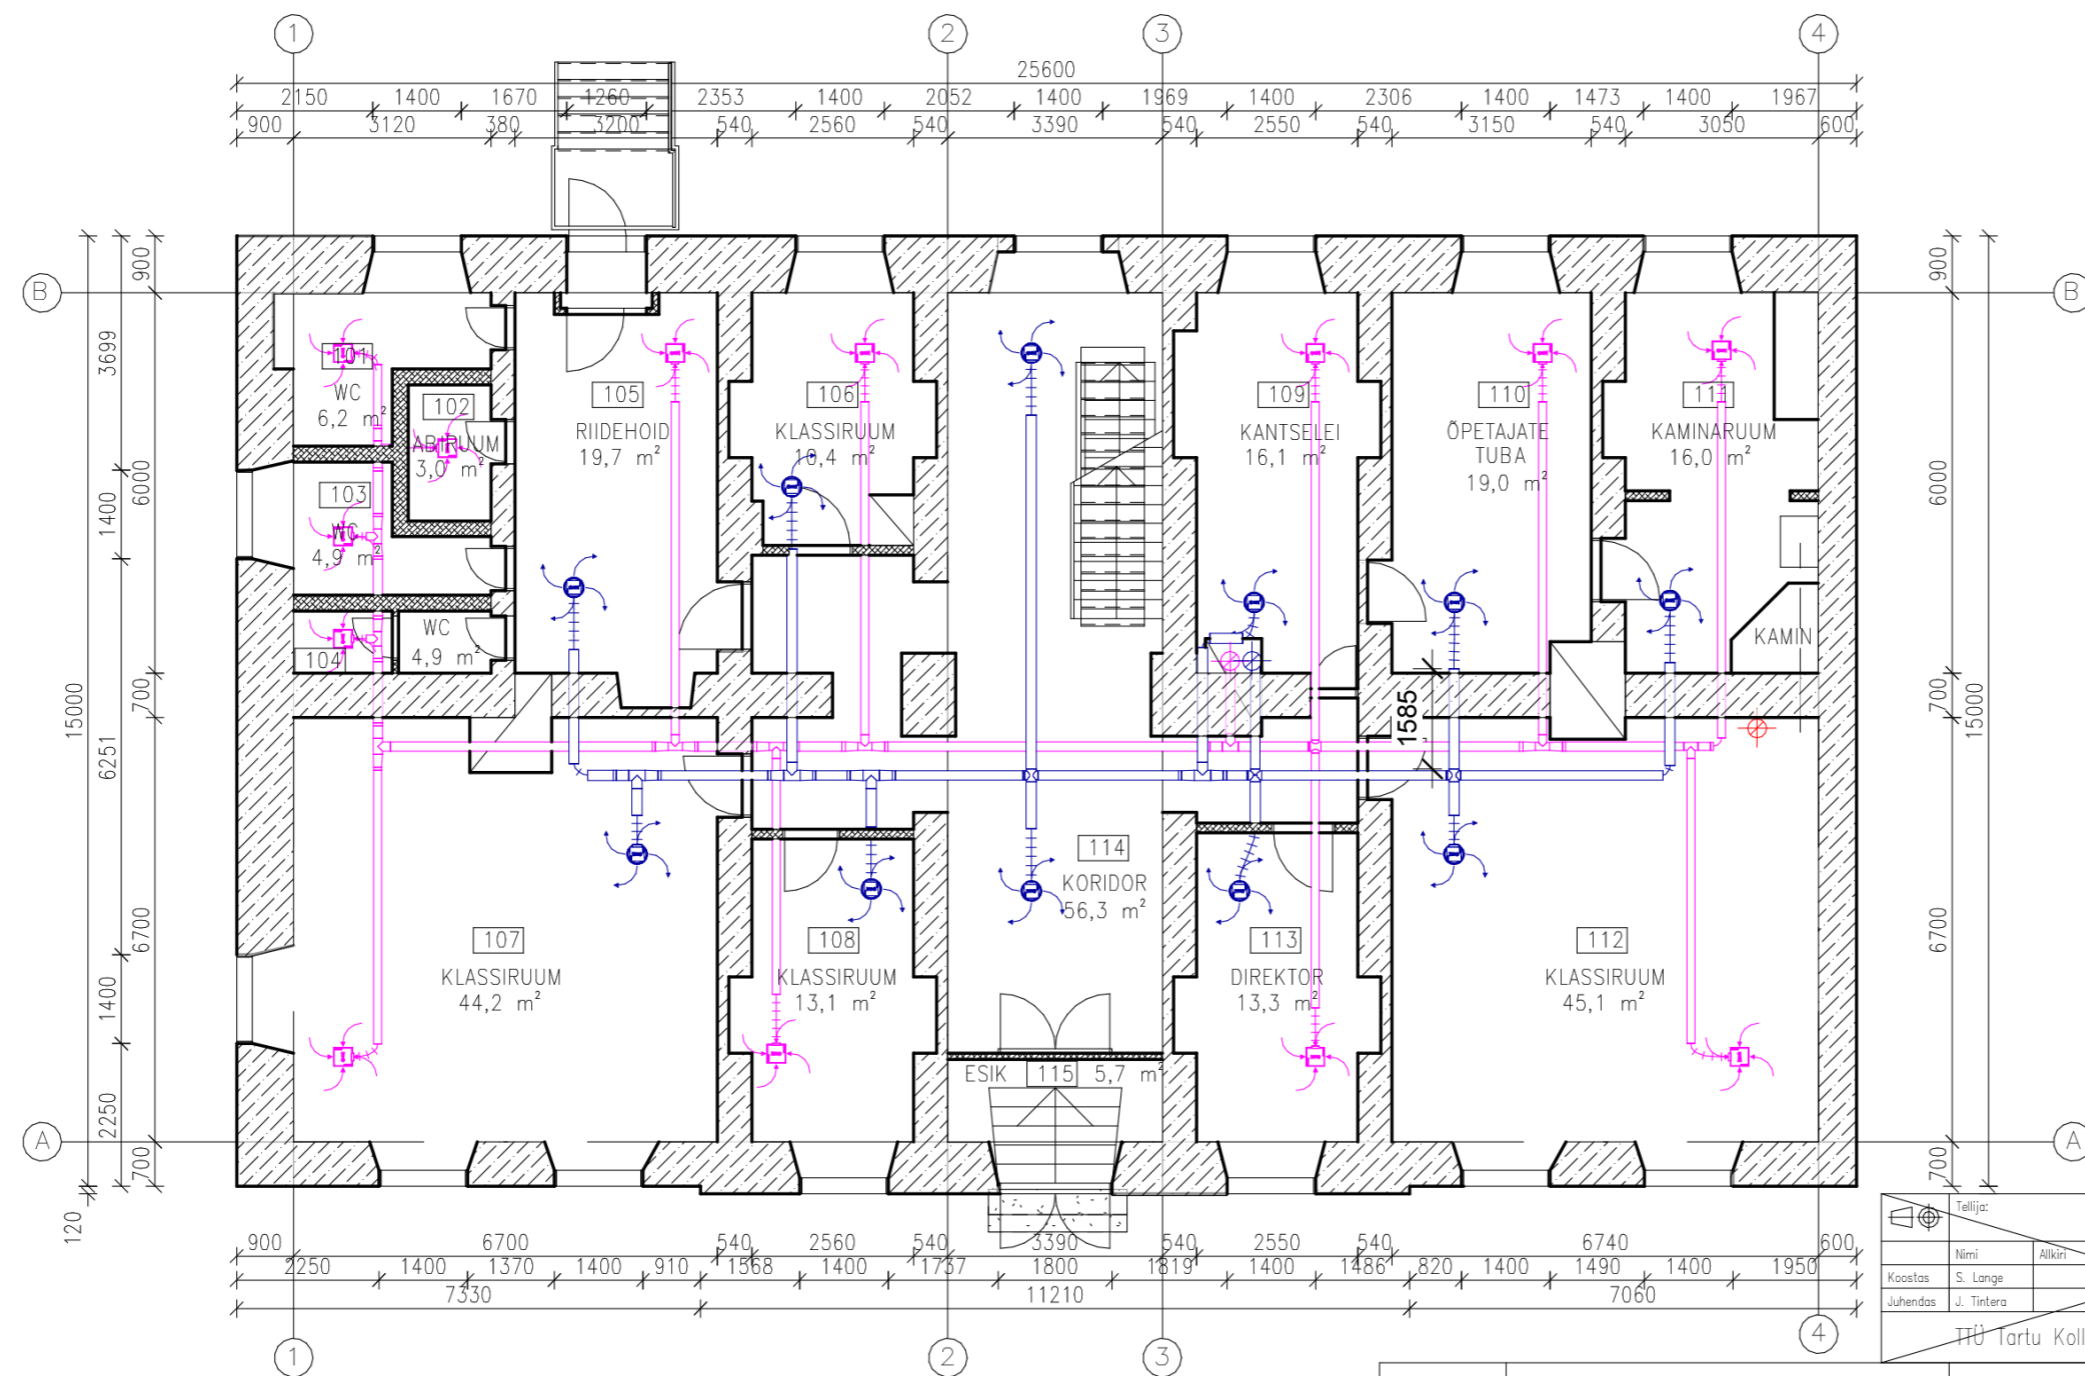 1 2 3 4
25600
2150 1400 1670 1260 2353 1400 2052 1400 1969 1400 2306 1400 1473 1400 1967
900 3120 380 3200 540 2560 540 3390 540 2550 540 3150 540 3050 600
B B
900 900
3699
6000 6000
1400
15000 15000
700 700
6251
6700 6700
1400
2250
700 700
120
101
WC
6,2 m²
102
ABIRUUM
3,0 m²
103
WC
4,9 m²
104
WC
4,9 m²
105
RIIDEHOID
19,7 m²
106
KLASSIRUUM
10,4 m²
109
KANTSELEI
16,1 m²
110
ÕPETAJATE
TUBA
19,0 m²
111
KAMINARUUM
16,0 m²
KAMIN
1585
107
KLASSIRUUM
44,2 m²
108
KLASSIRUUM
13,1 m²
114
KORIDOR
56,3 m²
113
DIREKTOR
13,3 m²
112
KLASSIRUUM
45,1 m²
ESIK 115 5,7 m²
A A
900 6700 540 2560 540 3390 540 2550 540 6740 600
2250 1400 1370 1400 910 1568 1400 1737 1800 1819 1400 1486 820 1400 1490 1400 1950
7330 11210 7060
1 2 3 4
Tellija:
Nimi Allkiri
Koostas S. Lange
Juhendas J. Tintera
TTÜ Tartu Koll